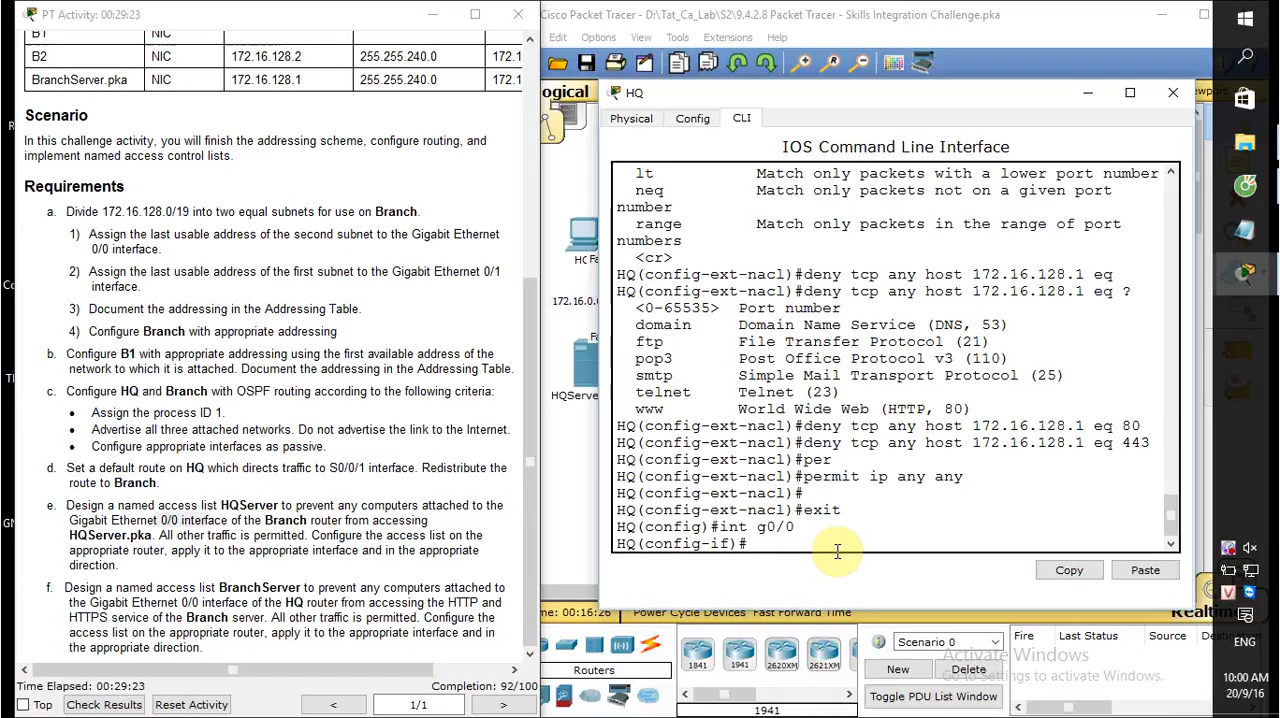 PT Activity: 00:29:23
B1 NIC
B2 NIC 172.16.128.2 255.255.240.0 172.1
BranchServer.pka NIC 172.16.128.1 255.255.240.0 172.1
Scenario
In this challenge activity, you will finish the addressing scheme, configure routing, and
implement named access control lists.
Requirements
a. Divide 172.16.128.0/19 into two equal subnets for use on Branch.
1) Assign the last usable address of the second subnet to the Gigabit Ethernet
0/0 interface.
2) Assign the last usable address of the first subnet to the Gigabit Ethernet 0/1
interface.
3) Document the addressing in the Addressing Table.
4) Configure Branch with appropriate addressing
b. Configure B1 with appropriate addressing using the first available address of the
network to which it is attached. Document the addressing in the Addressing Table.
c. Configure HQ and Branch with OSPF routing according to the following criteria:
• Assign the process ID 1.
• Advertise all three attached networks. Do not advertise the link to the Internet.
• Configure appropriate interfaces as passive.
d. Set a default route on HQ which directs traffic to S0/0/1 interface. Redistribute the
route to Branch.
e. Design a named access list HQServer to prevent any computers attached to the
Gigabit Ethernet 0/0 interface of the Branch router from accessing
HQServer.pka. All other traffic is permitted. Configure the access list on the
appropriate router, apply it to the appropriate interface and in the appropriate
direction.
f. Design a named access list BranchServer to prevent any computers attached to
the Gigabit Ethernet 0/0 interface of the HQ router from accessing the HTTP and
HTTPS service of the Branch server. All other traffic is permitted. Configure the
access list on the appropriate router, apply it to the appropriate interface and in
the appropriate direction.
Time Elapsed: 00:29:23 Completion: 92/100
Top Check Results Reset Activity < 1/1 >
Cisco Packet Tracer - D:\Tat_Ca_Lab\S2\9.4.2.8 Packet Tracer - Skills Integration Challenge.pka
Edit Options View Tools Extensions Help
HQ
Physical Config CLI
IOS Command Line Interface
lt Match only packets with a lower port number
neq Match only packets not on a given port
number
range Match only packets in the range of port
numbers
<cr>
HQ(config-ext-nacl)#deny tcp any host 172.16.128.1 eq
HQ(config-ext-nacl)#deny tcp any host 172.16.128.1 eq ?
<0-65535> Port number
domain Domain Name Service (DNS, 53)
ftp File Transfer Protocol (21)
pop3 Post Office Protocol v3 (110)
smtp Simple Mail Transport Protocol (25)
telnet Telnet (23)
www World Wide Web (HTTP, 80)
HQ(config-ext-nacl)#deny tcp any host 172.16.128.1 eq 80
HQ(config-ext-nacl)#deny tcp any host 172.16.128.1 eq 443
HQ(config-ext-nacl)#per
HQ(config-ext-nacl)#permit ip any any
HQ(config-ext-nacl)#
HQ(config-ext-nacl)#exit
HQ(config)#int g0/0
HQ(config-if)#
Copy Paste
172.16.0.
HQServer
Power Cycle Devices Fast Forward Time
Routers
1841 1941 2620XM 2621XM
1941
Scenario 0
New Delete
Toggle PDU List Window
Fire Last Status Source
Activate Windows
Go to Settings to activate Windows.
ENG
10:00 AM
20/9/16